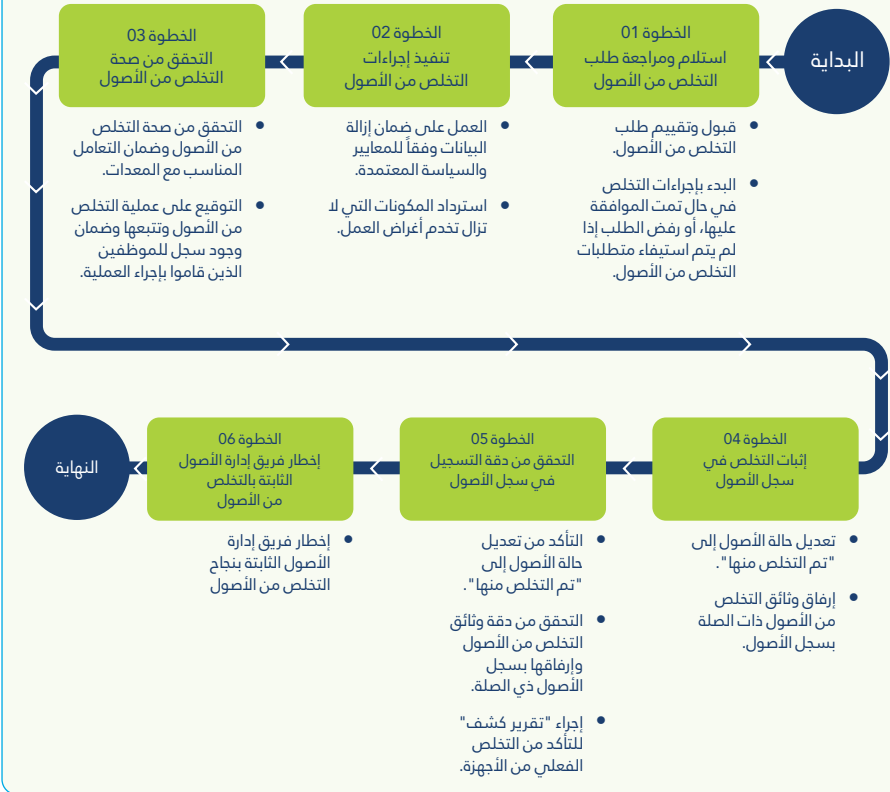 البداية
الخطوة 01
استلام ومراجعة طلب
التخلص من الأصول
قبول وتقييم طلب
التخلص من الأصول.
البدء بإجراءات التخلص
في حال تمت الموافقة
عليها، أو رفض الطلب إذا
لم يتم استيفاء متطلبات
التخلص من الأصول.
الخطوة 02
تنفيذ إجراءات
التخلص من الأصول
العمل على ضمان إزالة
البيانات وفقاً للمعايير
والسياسة المعتمدة.
استرداد المكونات التي لا
تزال تخدم أغراض العمل.
الخطوة 03
التحقق من صحة
التخلص من الأصول
التحقق من صحة التخلص
من الأصول وضمان التعامل
المناسب مع المعدات.
التوقيع على عملية التخلص
من الأصول وتتبعها وضمان
وجود سجل للموظفين
الذين قاموا بإجراء العملية.
الخطوة 04
إثبات التخلص في
سجل الأصول
تعديل حالة الأصول إلى
"تم التخلص منها".
إرفاق وثائق التخلص
من الأصول ذات الصلة
بسجل الأصول.
الخطوة 05
التحقق من دقة التسجيل
في سجل الأصول
التأكد من تعديل
حالة الأصول إلى
"تم التخلص منها".
التحقق من دقة وثائق
التخلص من الأصول
وإرفاقها بسجل
الأصول ذي الصلة.
إجراء "تقرير كشف"
للتأكد من التخلص
الفعلي من الأجهزة.
الخطوة 06
إخطار فريق إدارة الأصول
الثابتة بالتخلص
من الأصول
إخطار فريق إدارة
الأصول الثابتة بنجاح
التخلص من الأصول
النهاية